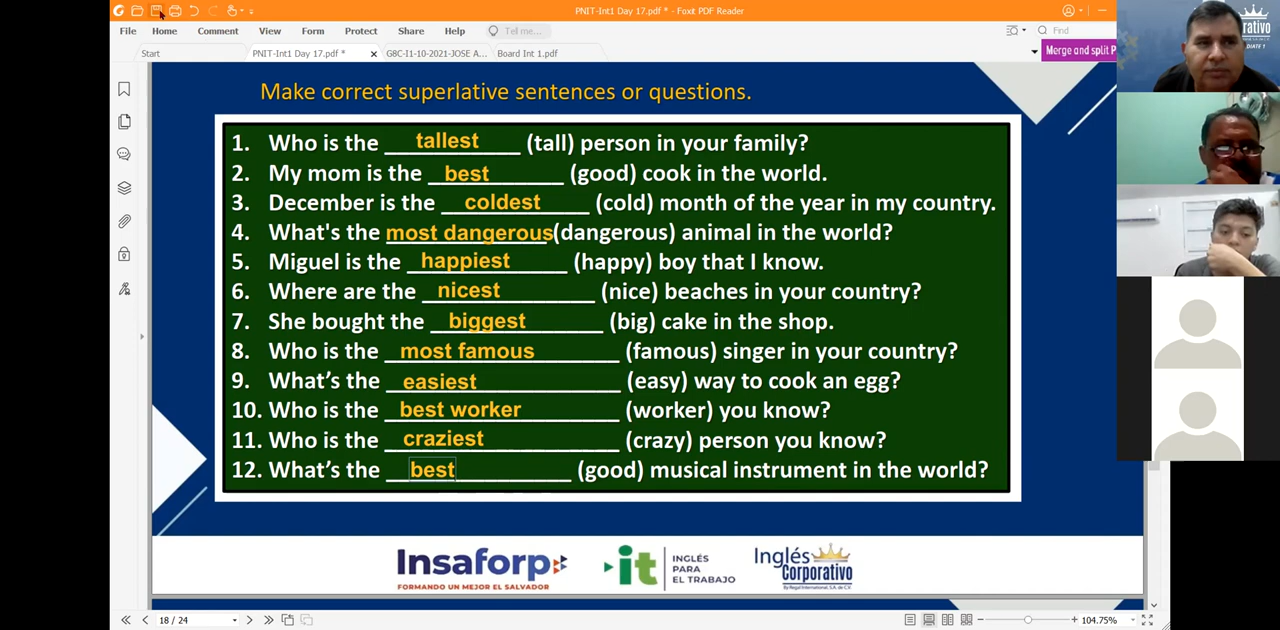 PNIT-Int1 Day 17.pdf * - Foxit PDF Reader
File Home Comment View Form Protect Share Help Tell me... Find
Start PNIT-Int1 Day 17.pdf * G8C-I1-10-2021-JOSE A... Board Int 1.pdf
Merge and split P
Make correct superlative sentences or questions.
1. Who is the tallest (tall) person in your family?
2. My mom is the best (good) cook in the world.
3. December is the coldest (cold) month of the year in my country.
4. What's the most dangerous (dangerous) animal in the world?
5. Miguel is the happiest (happy) boy that I know.
6. Where are the nicest (nice) beaches in your country?
7. She bought the biggest (big) cake in the shop.
8. Who is the most famous (famous) singer in your country?
9. What's the easiest (easy) way to cook an egg?
10. Who is the best worker (worker) you know?
11. Who is the craziest (crazy) person you know?
12. What's the best (good) musical instrument in the world?
Insaforp
FORMANDO UN MEJOR EL SALVADOR
it
INGLÉS
PARA
EL TRABAJO
Inglés
Corporativo
18 / 24
104.75%